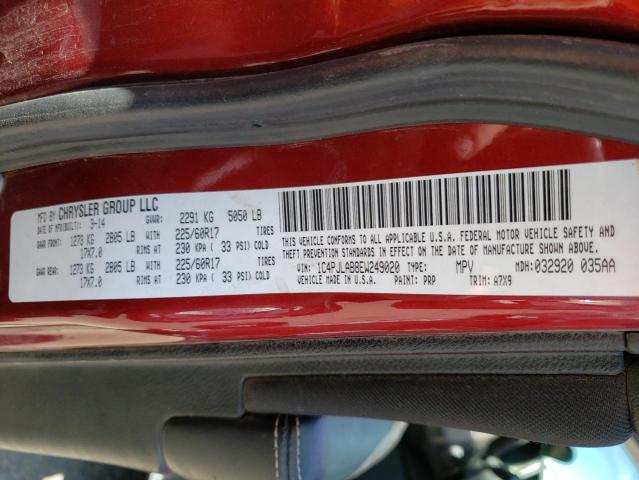 MFD BY CHRYSLER GROUP LLC
DATE OF MFR(BUILT): 3-14 GVWR: 2291 KG 5050 LB
GAWR FRONT: 1273 KG 2805 LB WITH 225/60R17 TIRES
17X7.0 RIMS AT 230 KPA ( 33 PSI) COLD
GAWR REAR: 1273 KG 2805 LB WITH 225/60R17 TIRES
17X7.0 RIMS AT 230 KPA ( 33 PSI) COLD
THIS VEHICLE CONFORMS TO ALL APPLICABLE U.S.A. FEDERAL MOTOR VEHICLE SAFETY AND
THEFT PREVENTION STANDARDS IN EFFECT ON THE DATE OF MANUFACTURE SHOWN ABOVE.
VIN: 1C4PJLAB8EW249020 TYPE: MPV MDH: 032920 035AA
VEHICLE MADE IN U.S.A. PAINT: PRP TRIM: A7X9